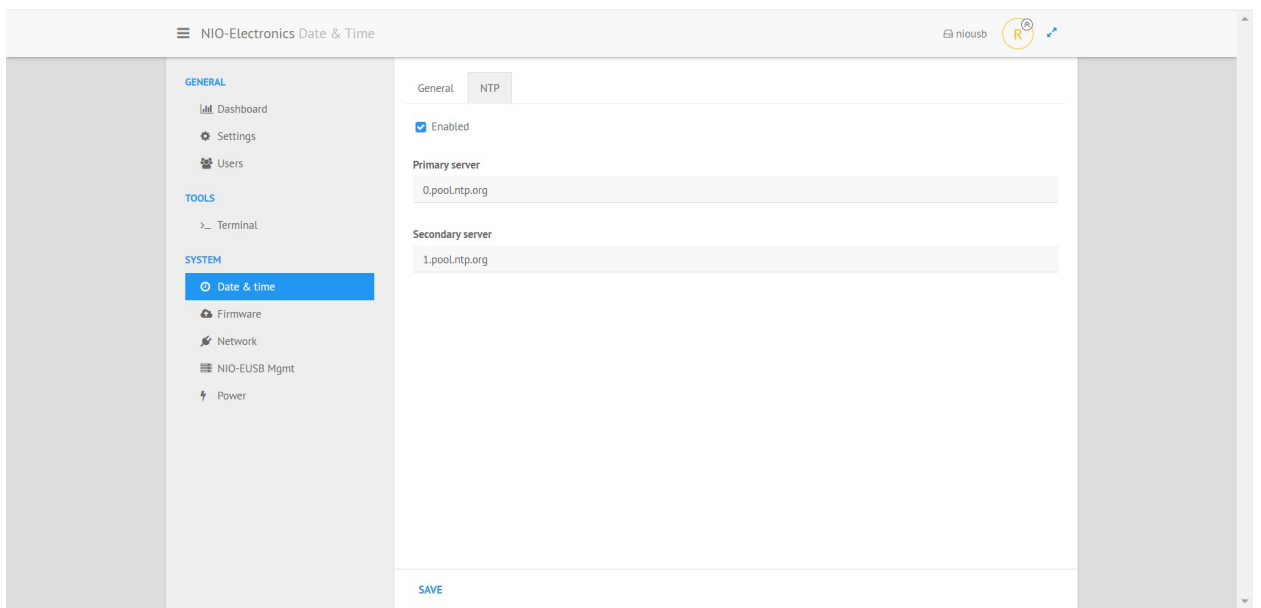 NIO-Electronics Date & Time
niousb
R
GENERAL
Dashboard
Settings
Users
TOOLS
Terminal
SYSTEM
Date & time
Firmware
Network
NIO-EUSB Mgmt
Power
General NTP
Enabled
Primary server
0.pool.ntp.org
Secondary server
1.pool.ntp.org
SAVE